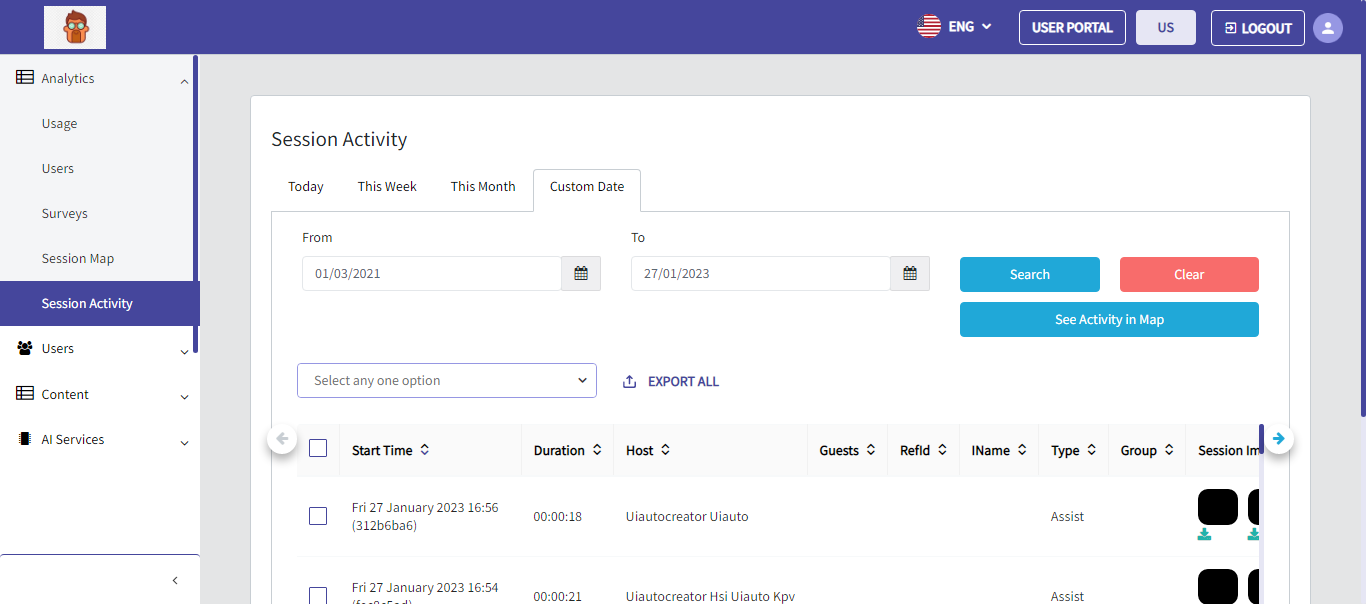 ENG
USER PORTAL
US
LOGOUT
Analytics
Usage
Users
Surveys
Session Map
Session Activity
Users
Content
AI Services
Session Activity
Today This Week This Month Custom Date
From To
01/03/2021 27/01/2023 Search Clear
See Activity in Map
Select any one option EXPORT ALL
Start Time Duration Host Guests RefId IName Type Group Session Im
Fri 27 January 2023 16:56
(312b6ba6) 00:00:18 Uiautocreator Uiauto Assist
Fri 27 January 2023 16:54
00:00:21 Uiautocreator Hsi Uiauto Kpv Assist